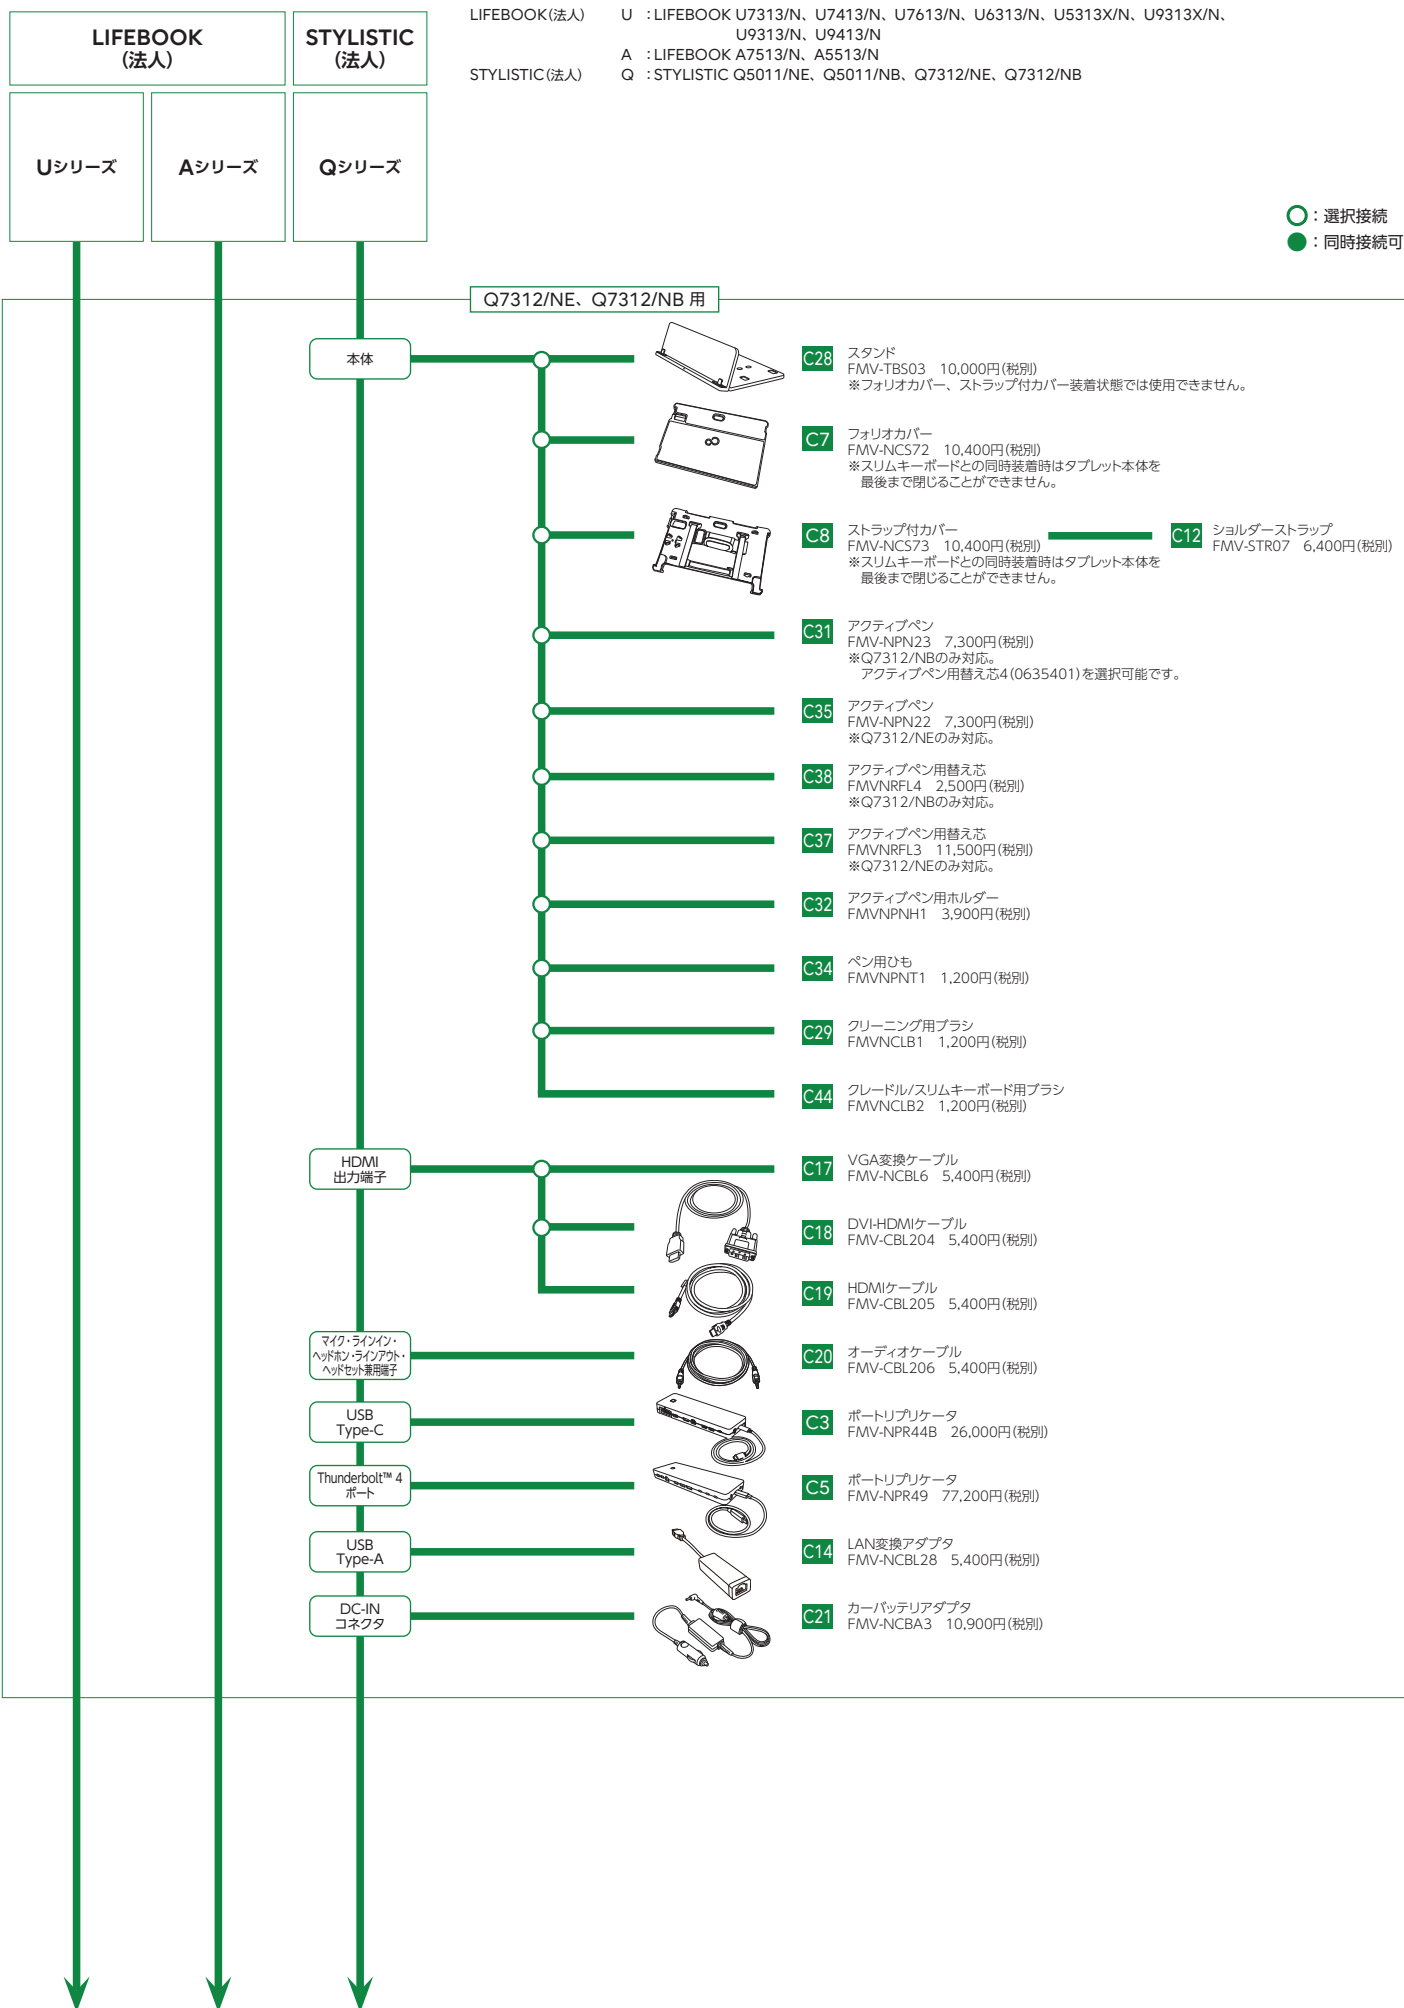 LIFEBOOK
(法人)
STYLISTIC
(法人)
LIFEBOOK(法人) U :LIFEBOOK U7313/N、U7413/N、U7613/N、U6313/N、U5313X/N、U9313X/N、
U9313/N、U9413/N
A :LIFEBOOK A7513/N、A5513/N
STYLISTIC(法人) Q :STYLISTIC Q5011/NE、Q5011/NB、Q7312/NE、Q7312/NB
Uシリーズ
Aシリーズ
Qシリーズ
○:選択接続
●:同時接続可
Q7312/NE、Q7312/NB 用
本体
C28 スタンド
FMV-TBS03 10,000円(税別)
※フォリオカバー、ストラップ付カバー装着状態では使用できません。
C7 フォリオカバー
FMV-NCS72 10,400円(税別)
※スリムキーボードとの同時装着時はタブレット本体を
最後まで閉じることができません。
C8 ストラップ付カバー
FMV-NCS73 10,400円(税別)
※スリムキーボードとの同時装着時はタブレット本体を
最後まで閉じることができません。
C12 ショルダーストラップ
FMV-STR07 6,400円(税別)
C31 アクティブペン
FMV-NPN23 7,300円(税別)
※Q7312/NBのみ対応。
アクティブペン用替え芯4(0635401)を選択可能です。
C35 アクティブペン
FMV-NPN22 7,300円(税別)
※Q7312/NEのみ対応。
C38 アクティブペン用替え芯
FMVNRFL4 2,500円(税別)
※Q7312/NBのみ対応。
C37 アクティブペン用替え芯
FMVNRFL3 11,500円(税別)
※Q7312/NEのみ対応。
C32 アクティブペン用ホルダー
FMVNPNH1 3,900円(税別)
C34 ペン用ひも
FMVNPNT1 1,200円(税別)
C29 クリーニング用ブラシ
FMVNCLB1 1,200円(税別)
C44 クレードル/スリムキーボード用ブラシ
FMVNCLB2 1,200円(税別)
HDMI
出力端子
C17 VGA変換ケーブル
FMV-NCBL6 5,400円(税別)
C18 DVI-HDMIケーブル
FMV-CBL204 5,400円(税別)
C19 HDMIケーブル
FMV-CBL205 5,400円(税別)
マイク・ラインイン・
ヘッドホン・ラインアウト・
ヘッドセット兼用端子
C20 オーディオケーブル
FMV-CBL206 5,400円(税別)
USB
Type-C
C3 ポートリプリケータ
FMV-NPR44B 26,000円(税別)
Thunderbolt™ 4
ポート
C5 ポートリプリケータ
FMV-NPR49 77,200円(税別)
USB
Type-A
C14 LAN変換アダプタ
FMV-NCBL28 5,400円(税別)
DC-IN
コネクタ
C21 カーバッテリアダプタ
FMV-NCBA3 10,900円(税別)